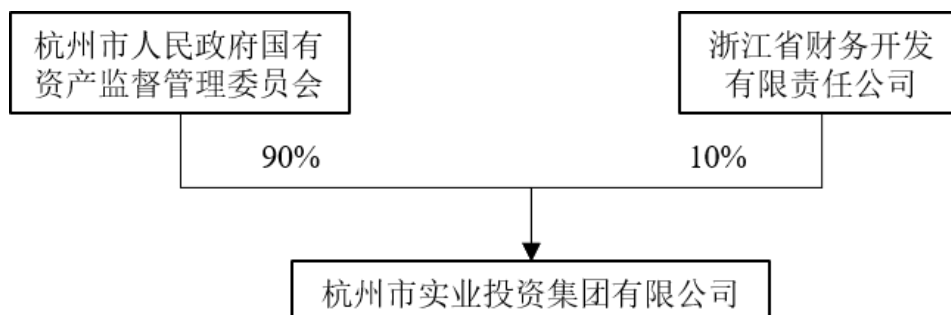 杭州市人民政府国有
资产监督管理委员会
浙江省财务开发
有限责任公司
90%
10%
杭州市实业投资集团有限公司